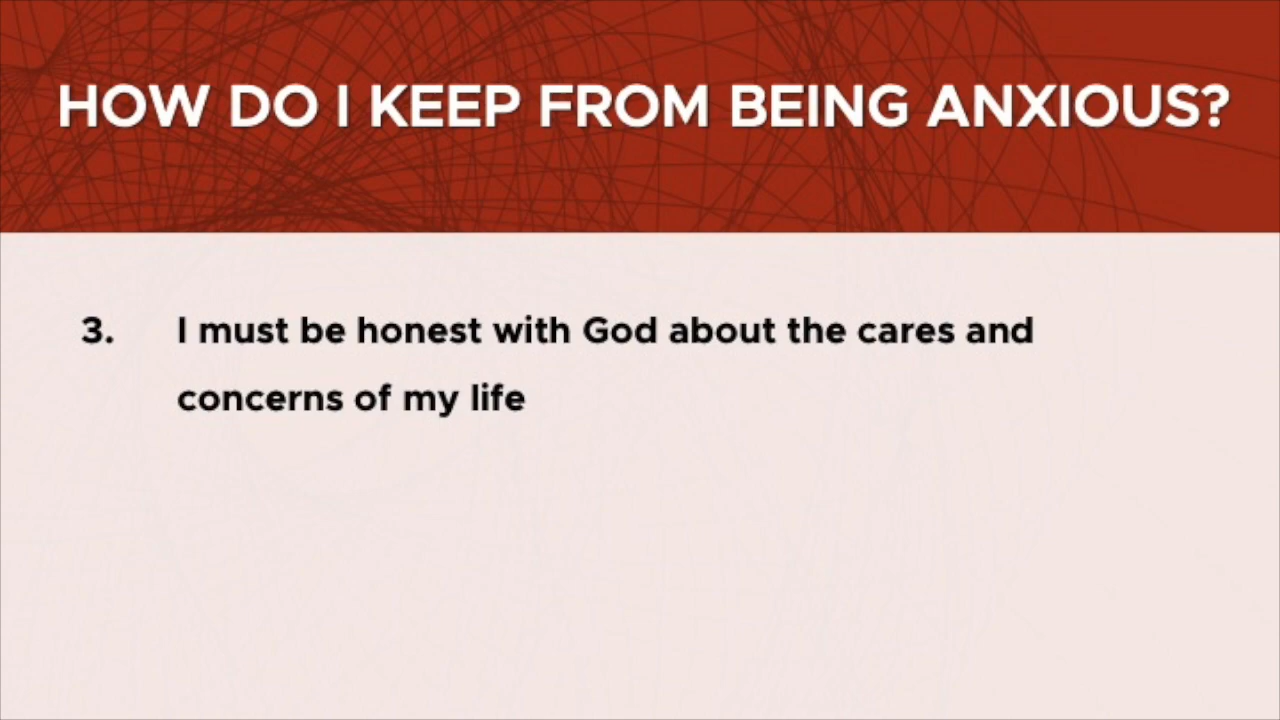 HOW DO I KEEP FROM BEING ANXIOUS?
3. I must be honest with God about the cares and
concerns of my life